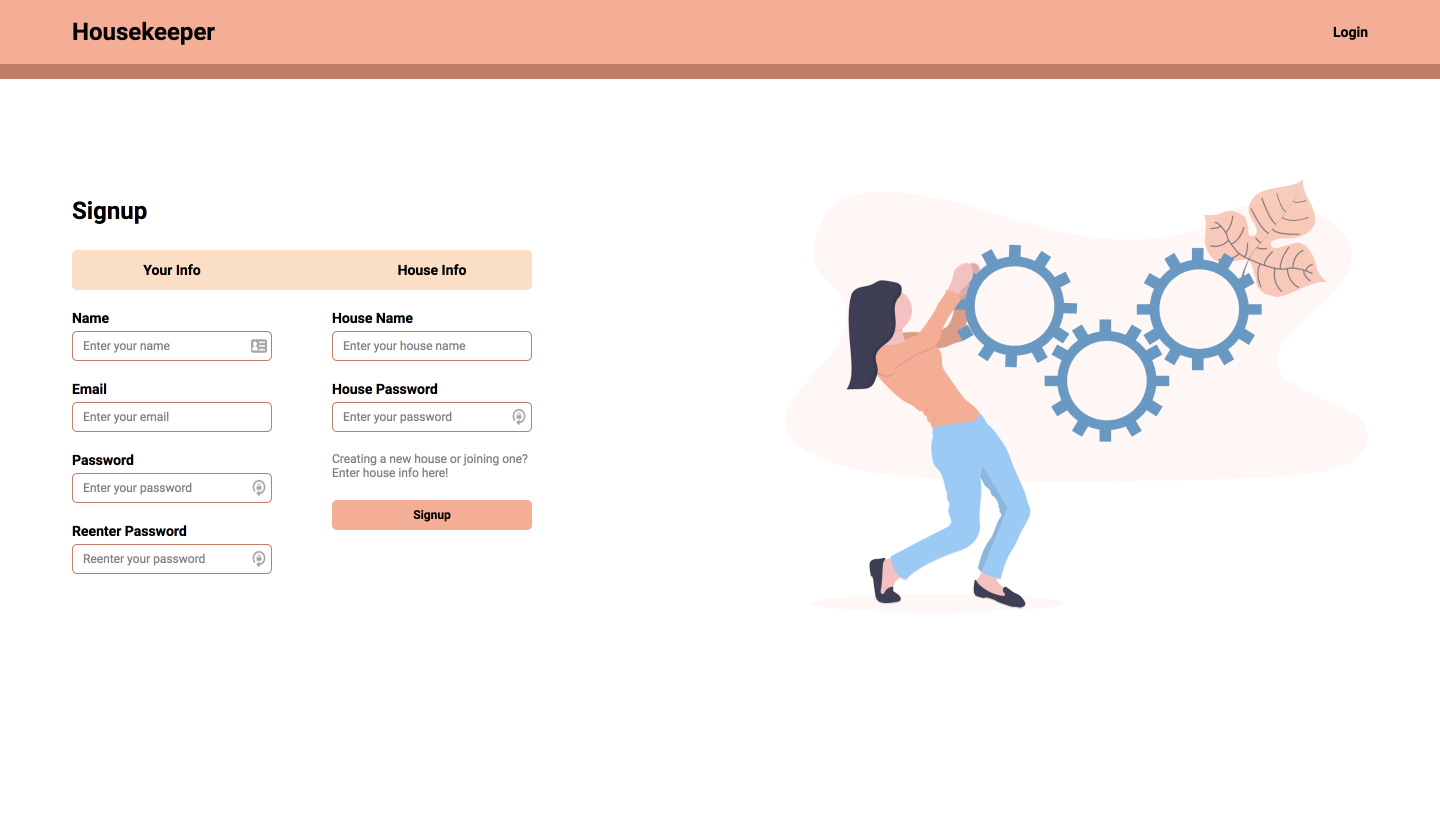 Housekeeper
Login
Signup
Your Info
House Info
Name
Enter your name
Email
Enter your email
Password
Enter your password
Reenter Password
Reenter your password
House Name
Enter your house name
House Password
Enter your password
Creating a new house or joining one?
Enter house info here!
Signup